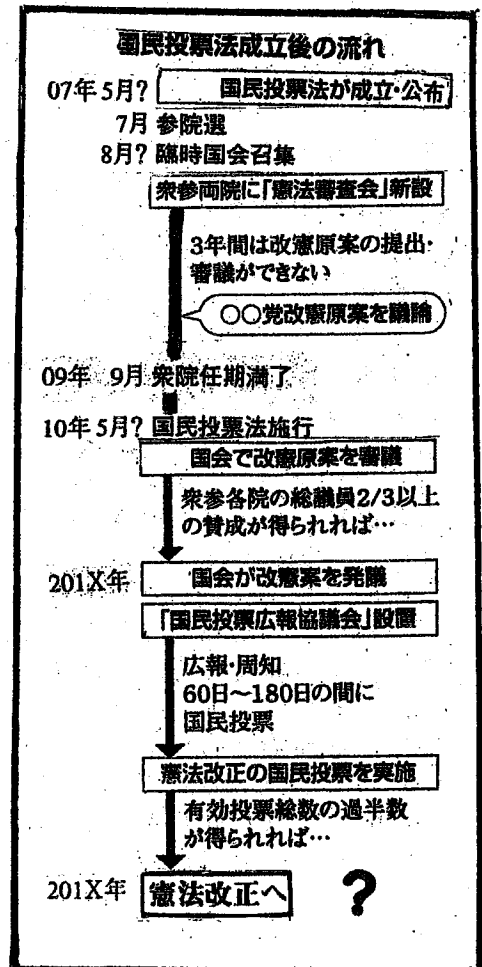 国民投票法成立後の流れ
07年5月? 国民投票法が成立・公布
7月 参院選
8月? 臨時国会召集
衆参両院に「憲法審査会」新設
3年間は改憲原案の提出・
審議ができない
○○党改憲原案を議論
09年 9月 衆院任期満了
10年5月? 国民投票法施行
国会で改憲原案を審議
衆参各院の総議員2/3以上
の賛成が得られれば…
201X年 国会が改憲案を発議
「国民投票広報協議会」設置
広報・周知
60日〜180日の間に
国民投票
憲法改正の国民投票を実施
有効投票総数の過半数
が得られれば…
201X年 憲法改正へ ?